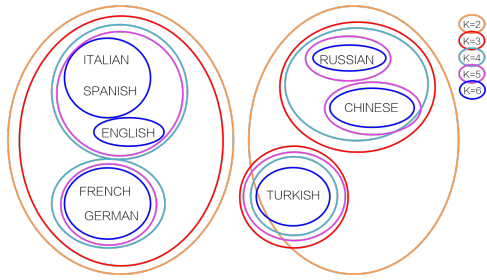 ITALIAN
SPANISH
ENGLISH
FRENCH
GERMAN
RUSSIAN
CHINESE
TURKISH
K=2
K=3
K=4
K=5
K=6